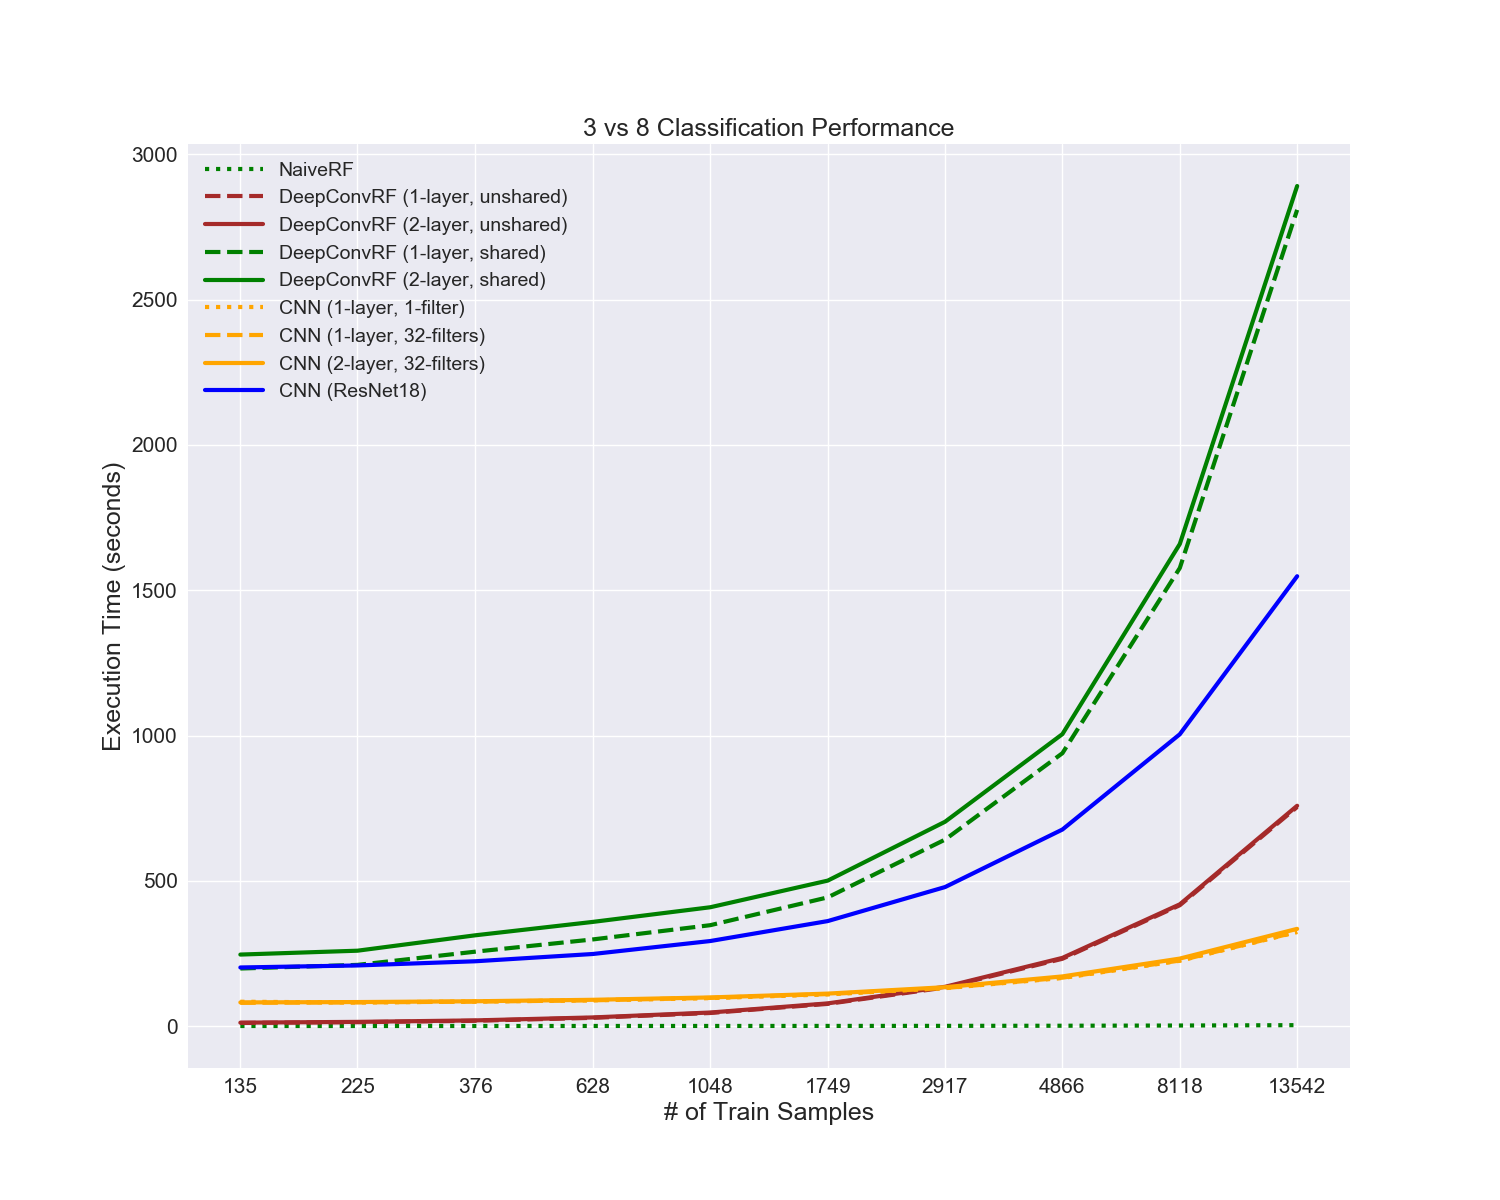 3 vs 8 Classification Performance
3000
2500
2000
1500
1000
500
0
Execution Time (seconds)
NaiveRF
DeepConvRF (1-layer, unshared)
DeepConvRF (2-layer, unshared)
DeepConvRF (1-layer, shared)
DeepConvRF (2-layer, shared)
CNN (1-layer, 1-filter)
CNN (1-layer, 32-filters)
CNN (2-layer, 32-filters)
CNN (ResNet18)
135 225 376 628 1048 1749 2917 4866 8118 13542
# of Train Samples